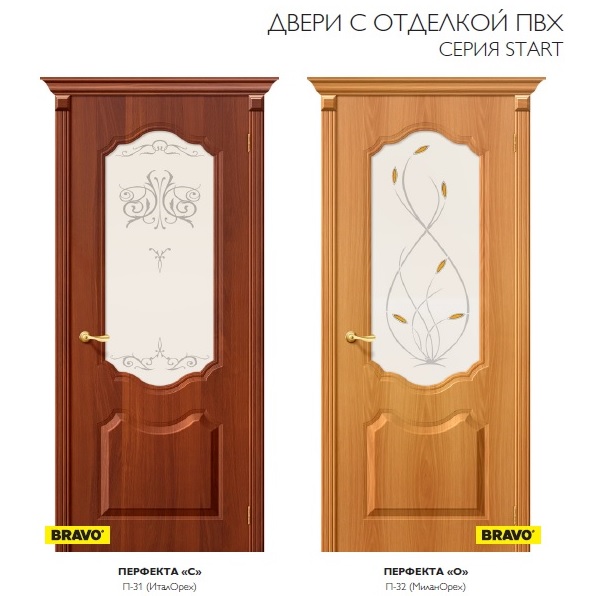 ДВЕРИ С ОТДЕЛКОЙ ПВХ
СЕРИЯ START
BRAVO®
BRAVO®
ПЕРФЕКТА «С»
П-31 (ИталОрех)
ПЕРФЕКТА «О»
П-32 (МиланОрех)